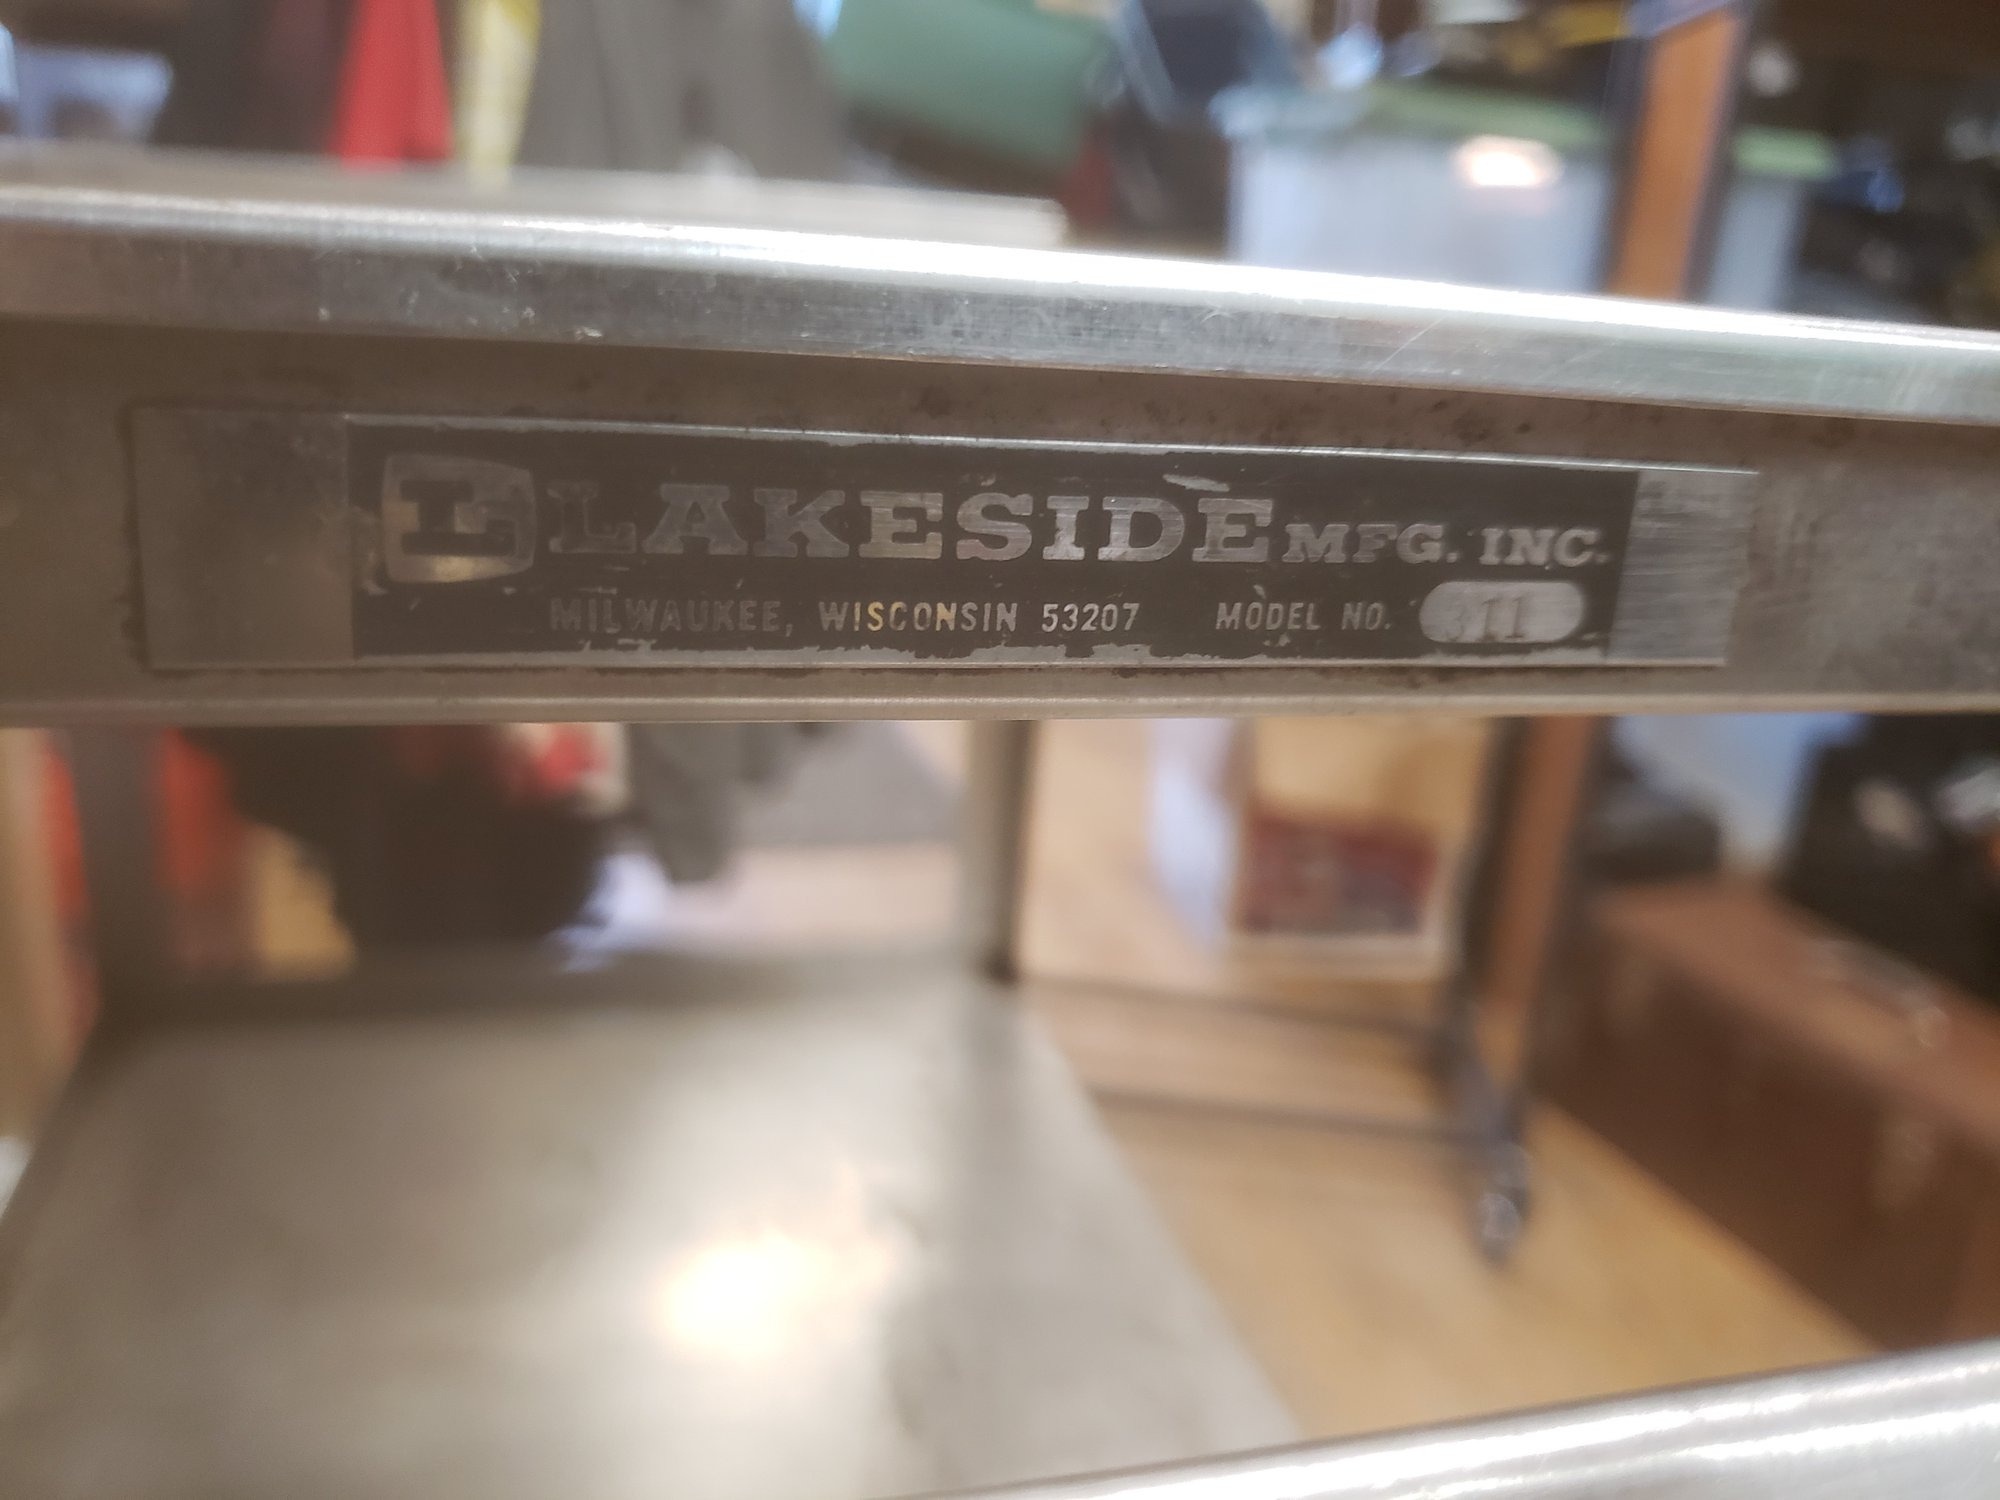 L LAKESIDE MFG. INC.
MILWAUKEE, WISCONSIN 53207 MODEL NO. 311